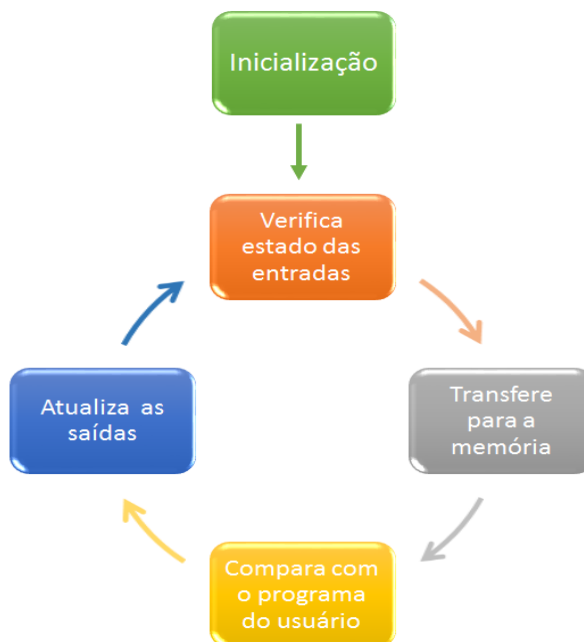 Inicialização
Verifica
estado das
entradas
Atualiza as
saídas
Transfere
para a
memória
Compara com
o programa
do usuário